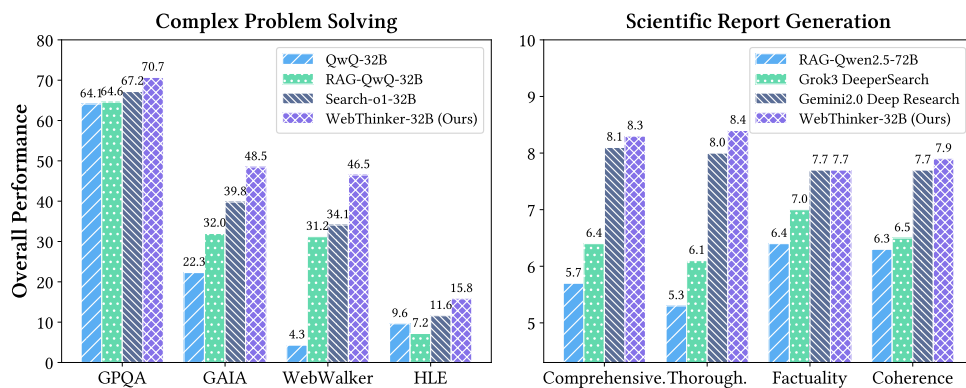 Complex Problem Solving
Overall Performance
80
70
60
50
40
30
20
10
0
QwQ-32B
RAG-QwQ-32B
Search-o1-32B
WebThinker-32B (Ours)
64.1
64.6
67.2
70.7
22.3
32.0
39.8
48.5
4.3
31.2
34.1
46.5
9.6
7.2
11.6
15.8
GPQA
GAIA
WebWalker
HLE
Scientific Report Generation
10
9
8
7
6
5
RAG-Qwen2.5-72B
Grok3 DeeperSearch
Gemini2.0 Deep Research
WebThinker-32B (Ours)
5.7
6.4
8.1
8.3
5.3
6.1
8.0
8.4
6.4
7.0
7.7
7.7
6.3
6.5
7.7
7.9
Comprehensive.
Thorough.
Factuality
Coherence